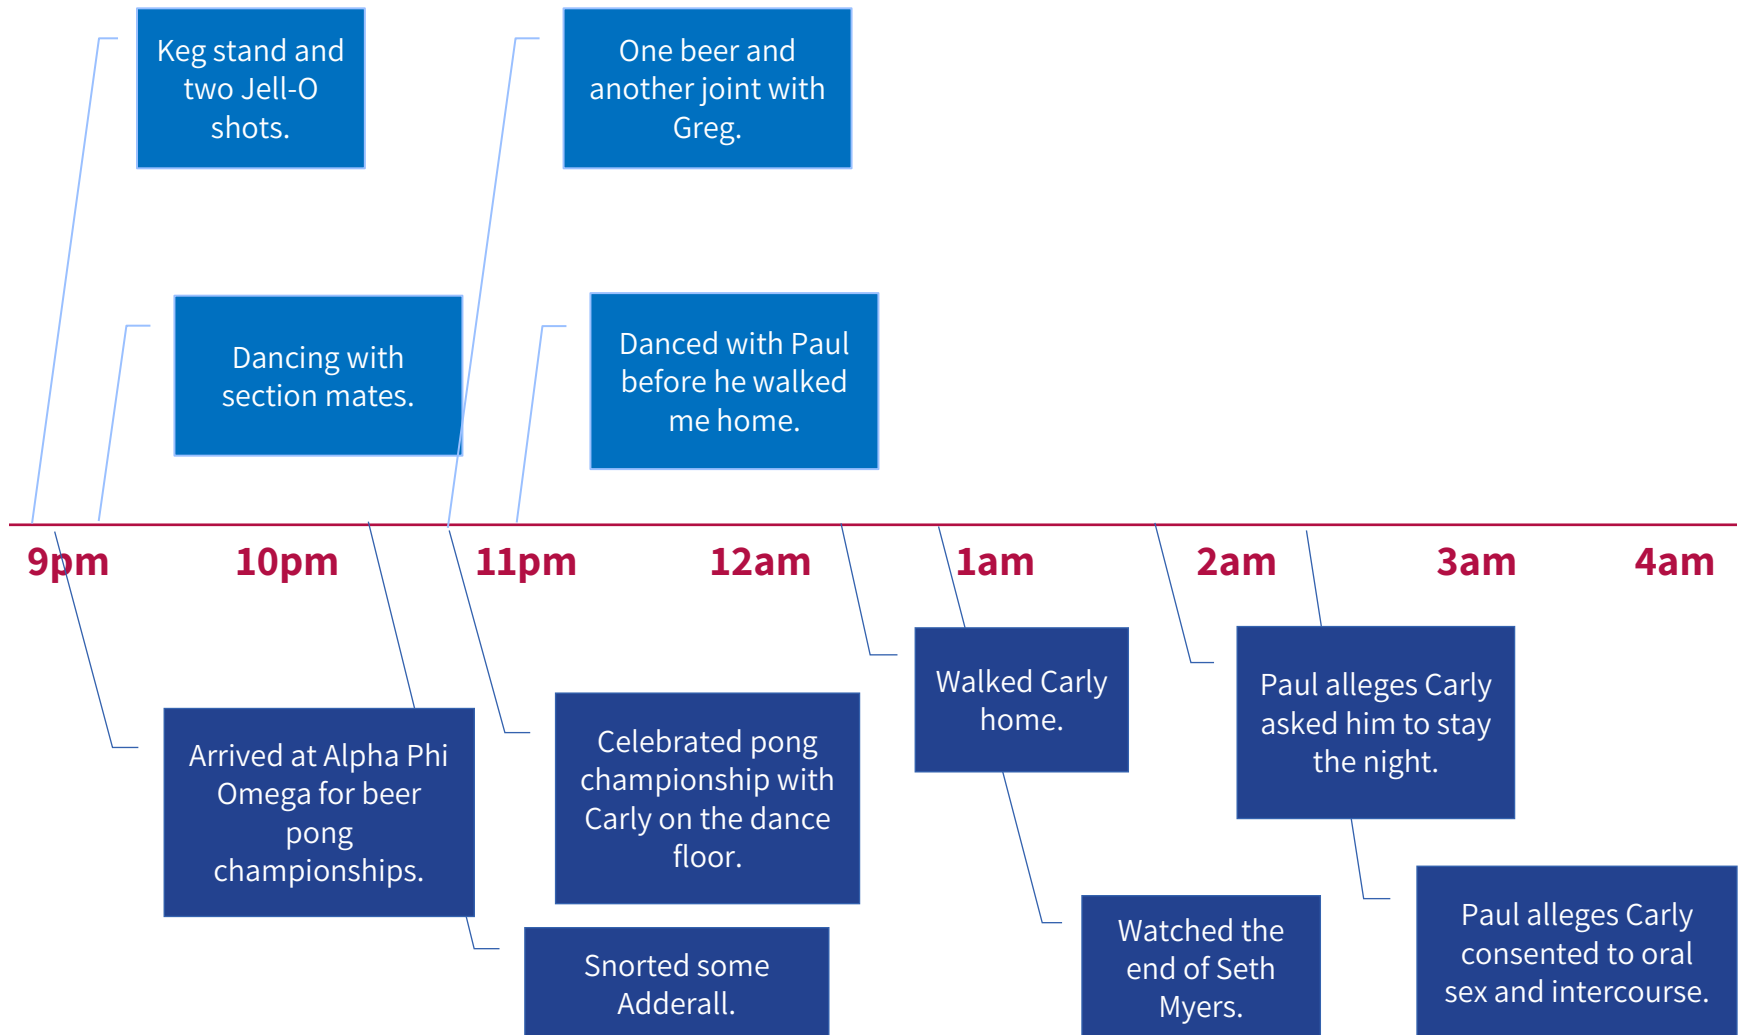 Keg stand and
two Jell-O
shots.
One beer and
another joint with
Greg.
Dancing with
section mates.
Danced with Paul
before he walked
me home.
9pm
10pm
11pm
12am
1am
2am
3am
4am
Arrived at Alpha Phi
Omega for beer
pong
championships.
Celebrated pong
championship with
Carly on the dance
floor.
Snorted some
Adderall.
Walked Carly
home.
Watched the
end of Seth
Myers.
Paul alleges Carly
asked him to stay
the night.
Paul alleges Carly
consented to oral
sex and intercourse.